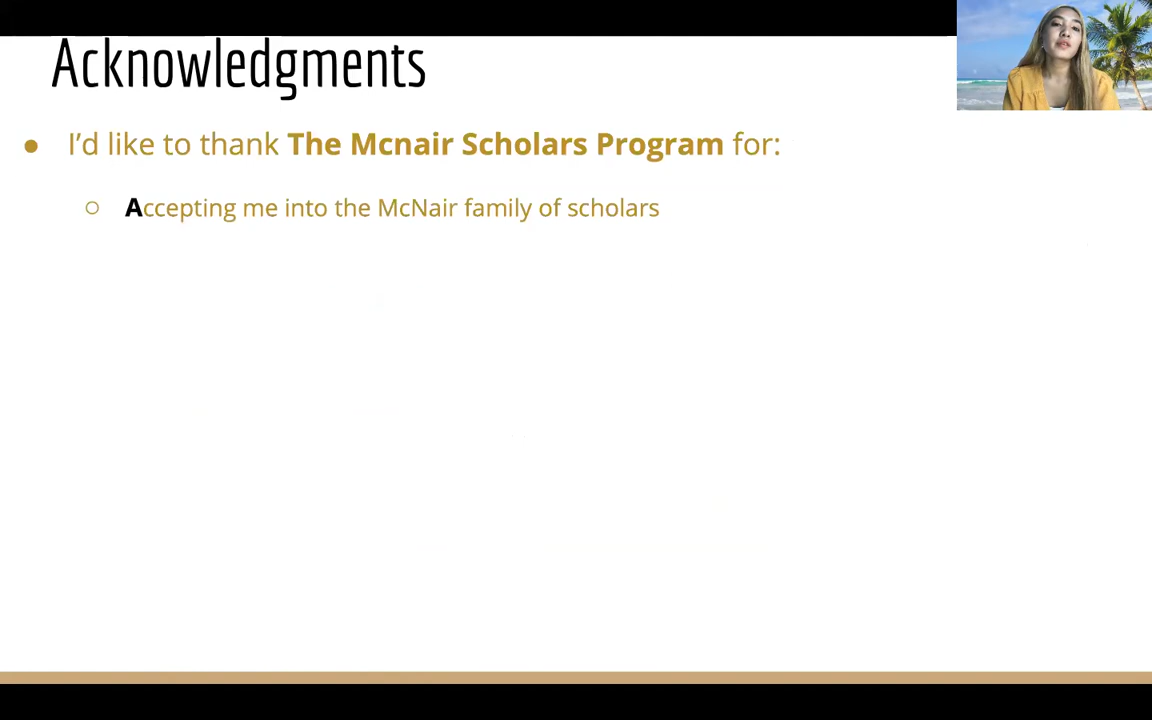 Acknowledgments
● I'd like to thank The Mcnair Scholars Program for:
○ Accepting me into the McNair family of scholars